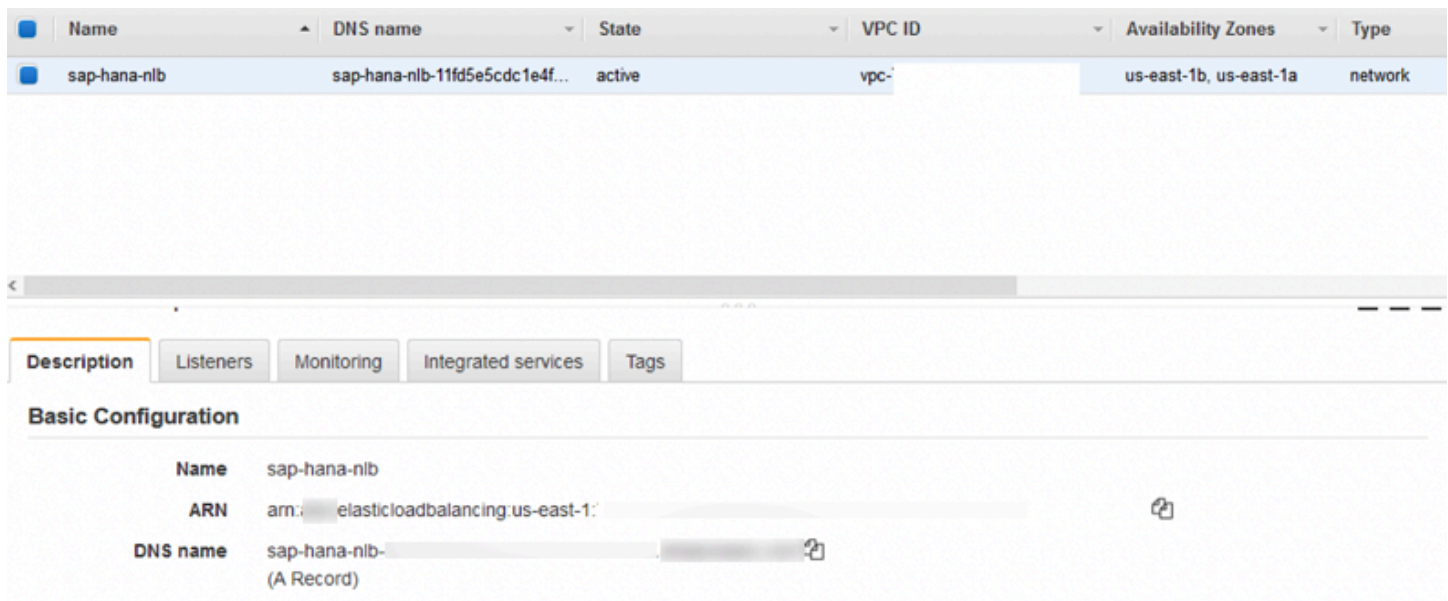 Name DNS name State VPC ID Availability Zones Type
sap-hana-nlb sap-hana-nlb-11fd5e5cdc1e4f... active vpc- us-east-1b, us-east-1a network
Description Listeners Monitoring Integrated services Tags
Basic Configuration
Name sap-hana-nlb
ARN arn: elasticloadbalancing:us-east-1:
DNS name sap-hana-nlb-
(A Record)